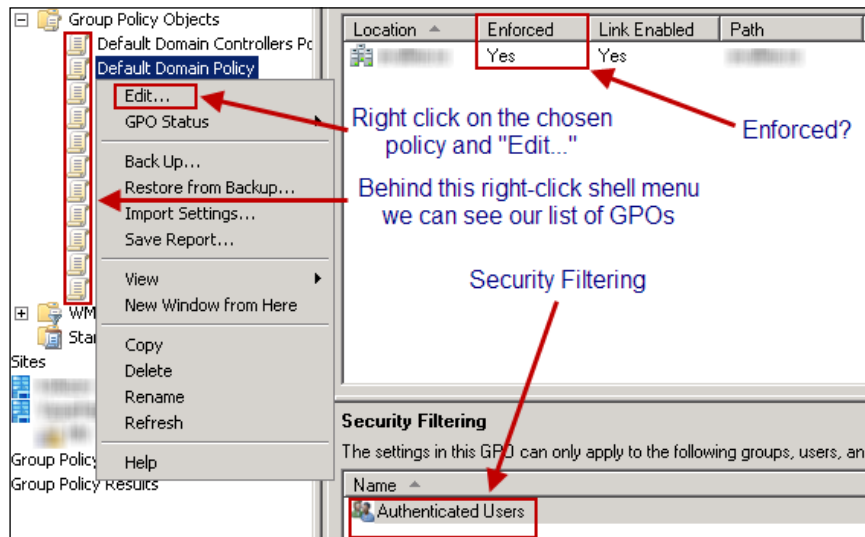 Group Policy Objects
Default Domain Controllers Pc
Default Domain Policy
Edit...
GPO Status
Back Up...
Restore from Backup...
Import Settings...
Save Report...
View
New Window from Here
Copy
Delete
Rename
Refresh
Help
WM
Star
Sites
Group Policy
Group Policy Results
Location Enforced Link Enabled Path
Yes Yes
Right click on the chosen
policy and "Edit..."
Enforced?
Behind this right-click shell menu
we can see our list of GPOs
Security Filtering
Security Filtering
The settings in this GPO can only apply to the following groups, users, an
Name
Authenticated Users